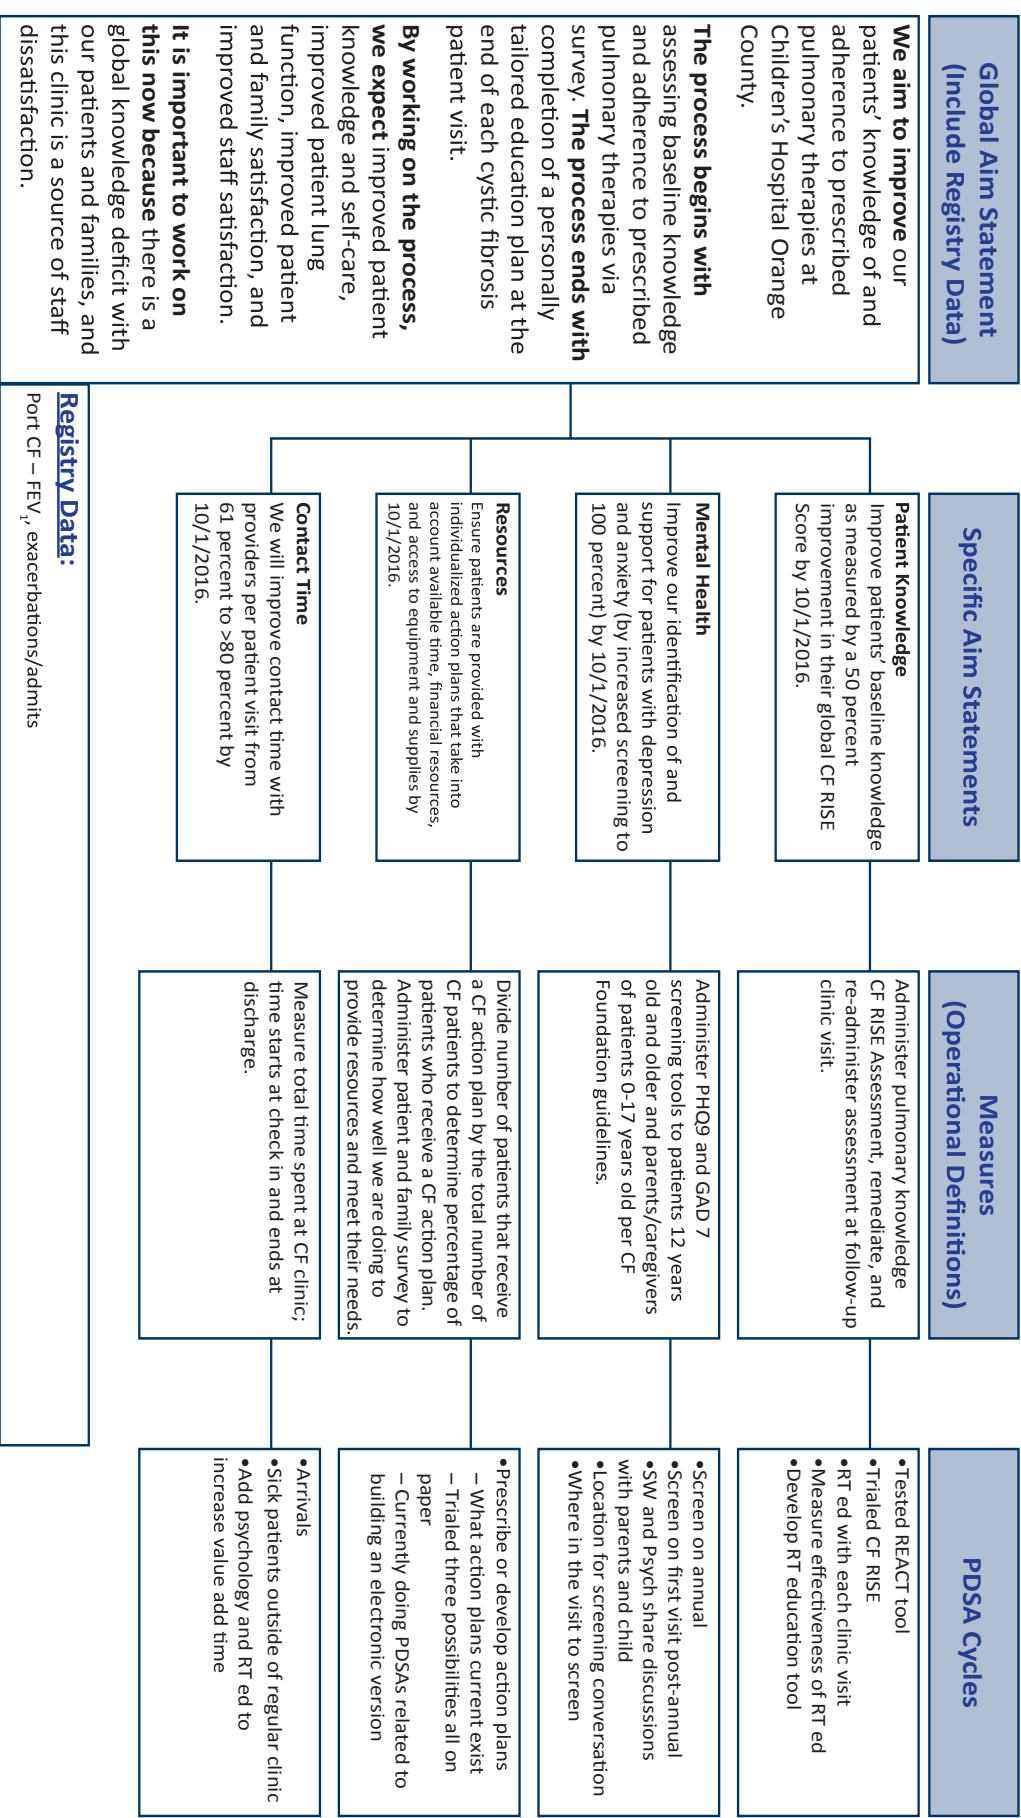 Global Aim Statement
(Include Registry Data)
We aim to improve our
patients’ knowledge of and
adherence to prescribed
pulmonary therapies at
Children’s Hospital Orange
County.
The process begins with
assessing baseline knowledge
and adherence to prescribed
pulmonary therapies via
survey. The process ends with
completion of a personally
tailored education plan at the
end of each cystic fibrosis
patient visit.
By working on the process,
we expect improved patient
knowledge and self-care,
improved patient lung
function, improved patient
and family satisfaction, and
improved staff satisfaction.
It is important to work on
this now because there is a
global knowledge deficit with
our patients and families, and
this clinic is a source of staff
dissatisfaction.
Specific Aim Statements
Patient Knowledge
Improve patients’ baseline knowledge
as measured by a 50 percent
improvement in their global CF RISE
Score by 10/1/2016.
Mental Health
Improve our identification of and
support for patients with depression
and anxiety (by increased screening to
100 percent) by 10/1/2016.
Resources
Ensure patients are provided with
individualized action plans that take into
account available time, financial resources,
and access to equipment and supplies by
10/1/2016.
Contact Time
We will improve contact time with
providers per patient visit from
61 percent to >80 percent by
10/1/2016.
Measures
(Operational Definitions)
Administer pulmonary knowledge
CF RISE Assessment, remediate, and
re-administer assessment at follow-up
clinic visit.
Administer PHQ9 and GAD 7
screening tools to patients 12 years
old and older and parents/caregivers
of patients 0-17 years old per CF
Foundation guidelines.
Divide number of patients that receive
a CF action plan by the total number of
CF patients to determine percentage of
patients who receive a CF action plan.
Administer patient and family survey to
determine how well we are doing to
provide resources and meet their needs.
Measure total time spent at CF clinic;
time starts at check in and ends at
discharge.
PDSA Cycles
•Tested REACT tool
•Trialed CF RISE
•RT ed with each clinic visit
•Measure effectiveness of RT ed
•Develop RT education tool
•Screen on annual
•Screen on first visit post-annual
•SW and Psych share discussions
with parents and child
•Location for screening conversation
•Where in the visit to screen
•Prescribe or develop action plans
– What action plans current exist
– Trialed three possibilities all on
paper
– Currently doing PDSAs related to
building an electronic version
•Arrivals
•Sick patients outside of regular clinic
•Add psychology and RT ed to
increase value add time
Registry Data:
Port CF – FEV₁, exacerbations/admits